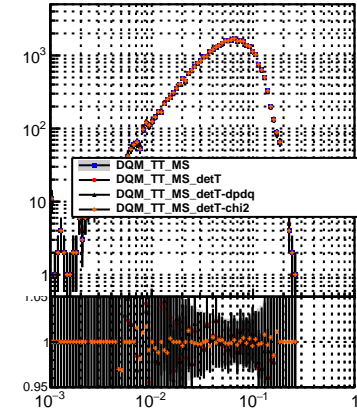 10³
10²
DQM_TT_MS
DQM_TT_MS_detT
DQM_TT_MS_detT-dpdq
DQM_TT_MS_detT-chi2
10
1
1.05
1
0.95
10⁻³ 10⁻² 10⁻¹ 1